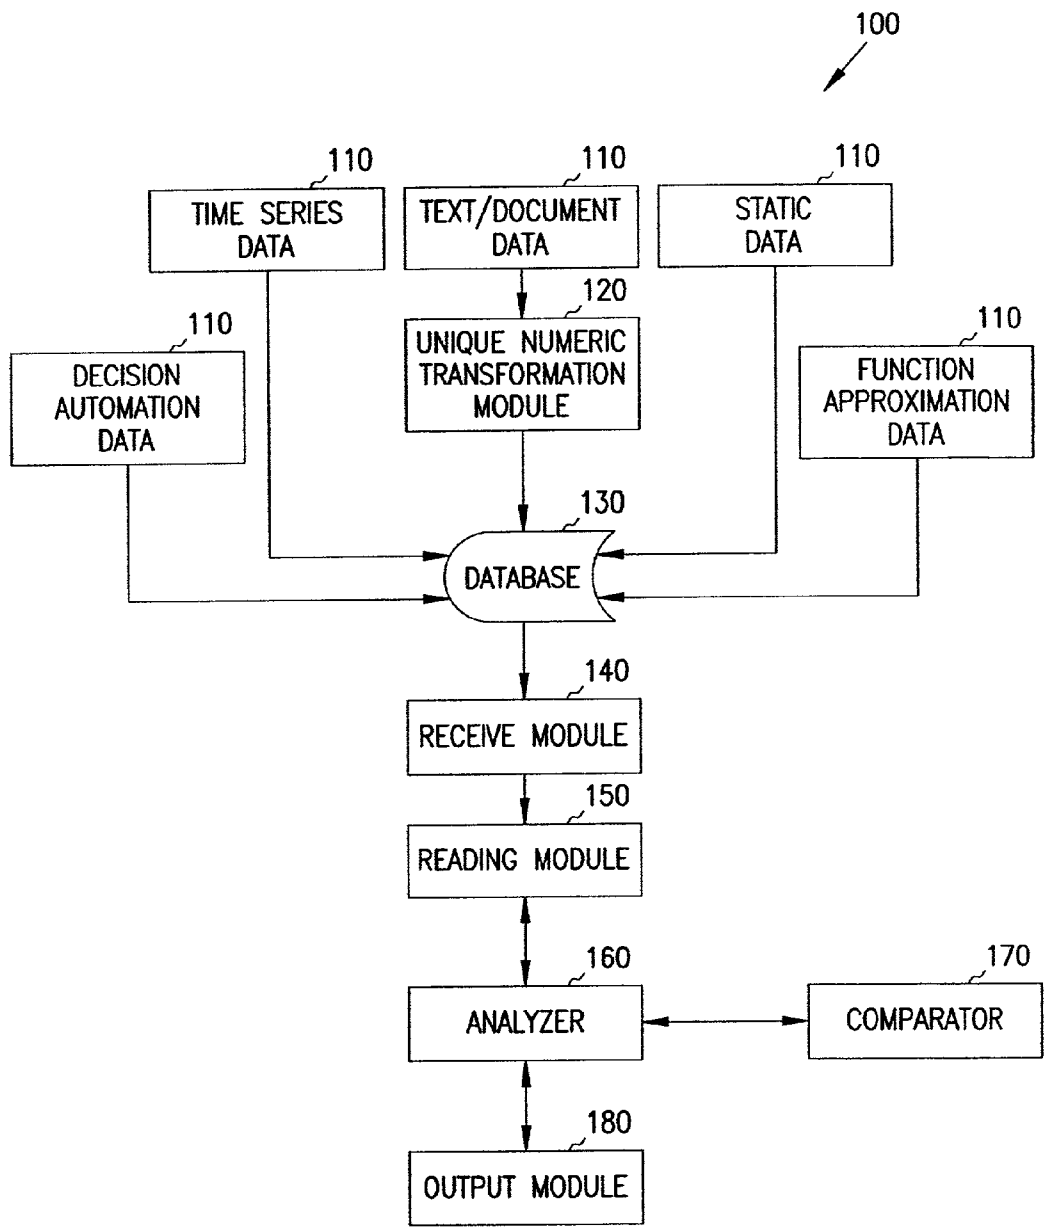 100
110
TIME SERIES
DATA
110
TEXT/DOCUMENT
DATA
110
STATIC
DATA
120
UNIQUE NUMERIC
TRANSFORMATION
MODULE
110
DECISION
AUTOMATION
DATA
110
FUNCTION
APPROXIMATION
DATA
130
DATABASE
140
RECEIVE MODULE
150
READING MODULE
160
ANALYZER
170
COMPARATOR
180
OUTPUT MODULE